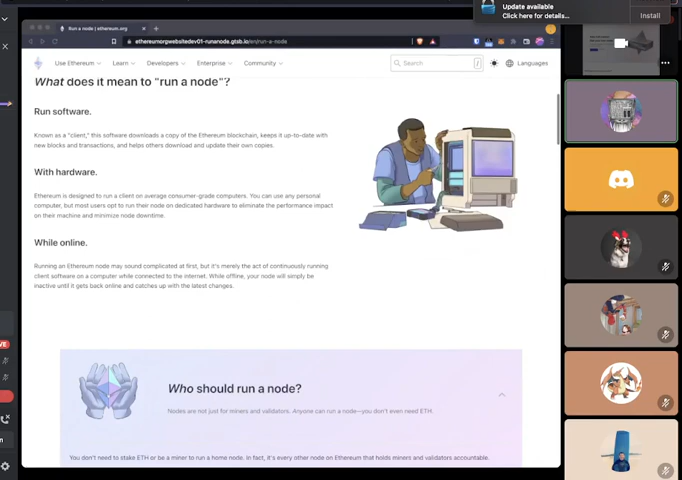 Update available
Click here for details...
Install
Run a node | ethereum.org
Use Ethereum
Learn
Developers
Enterprise
Community
Search
/
Languages
What does it mean to "run a node"?
Run software.
Known as a "client," this software downloads a copy of the Ethereum blockchain, keeps it up-to-date with
new blocks and transactions, and helps others download and update their own copies.
With hardware.
Ethereum is designed to run a client on average consumer-grade computers. You can use any personal
computer, but most users opt to run their node on dedicated hardware to eliminate the performance impact
on their machine and minimize node downtime.
While online.
Running an Ethereum node may sound complicated at first, but it's merely the act of continuously running
client software on a computer while connected to the internet. While offline, your node will simply be
inactive until it gets back online and catches up with the latest changes.
VE
Who should run a node?
Nodes are not just for miners and validators. Anyone can run a node—you don't even need ETH.
You don't need to stake ETH or be a miner to run a home node. In fact, it's every other node on Ethereum that holds miners and validators accountable.